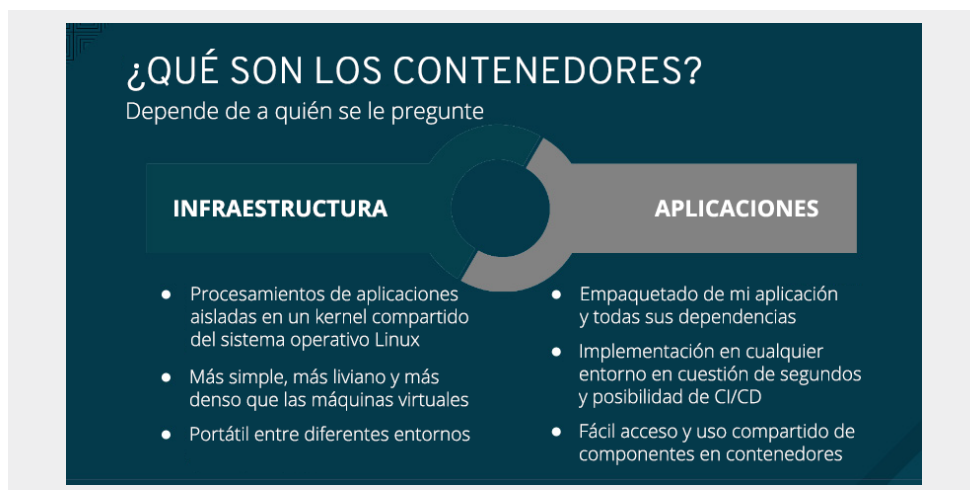 ¿QUÉ SON LOS CONTENEDORES?
Depende de a quién se le pregunte
INFRAESTRUCTURA
● Procesamientos de aplicaciones
aisladas en un kernel compartido
del sistema operativo Linux
● Más simple, más liviano y más
denso que las máquinas virtuales
● Portátil entre diferentes entornos
APLICACIONES
● Empaquetado de mi aplicación
y todas sus dependencias
● Implementación en cualquier
entorno en cuestión de segundos
y posibilidad de CI/CD
● Fácil acceso y uso compartido de
componentes en contenedores